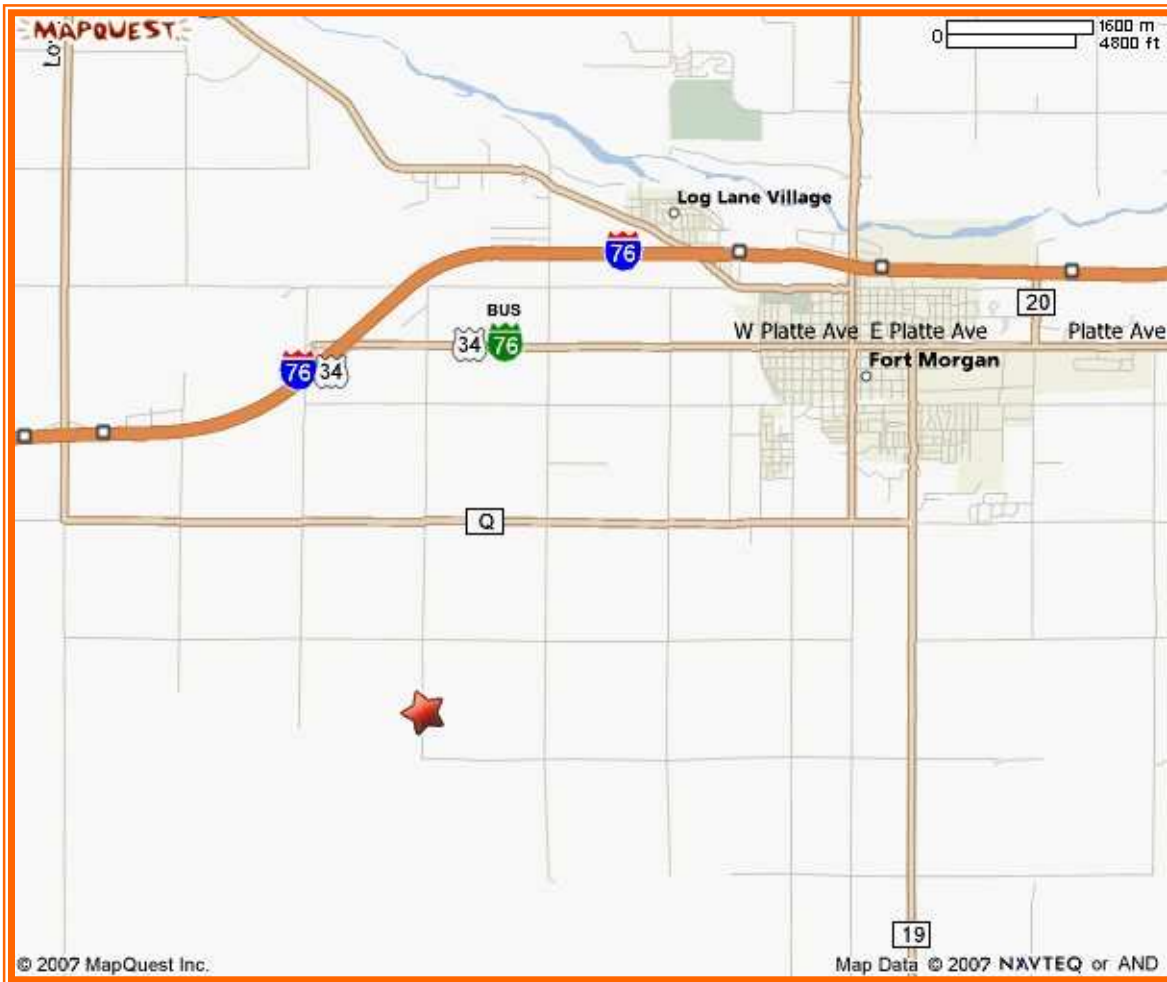 MAPQUEST.
0
1600 m
4800 ft
Lo
Log Lane Village
76
20
BUS
34 76
W Platte Ave E Platte Ave Platte Ave
76 34
Fort Morgan
Q
19
© 2007 MapQuest Inc.
Map Data © 2007 NAVTEQ or AND